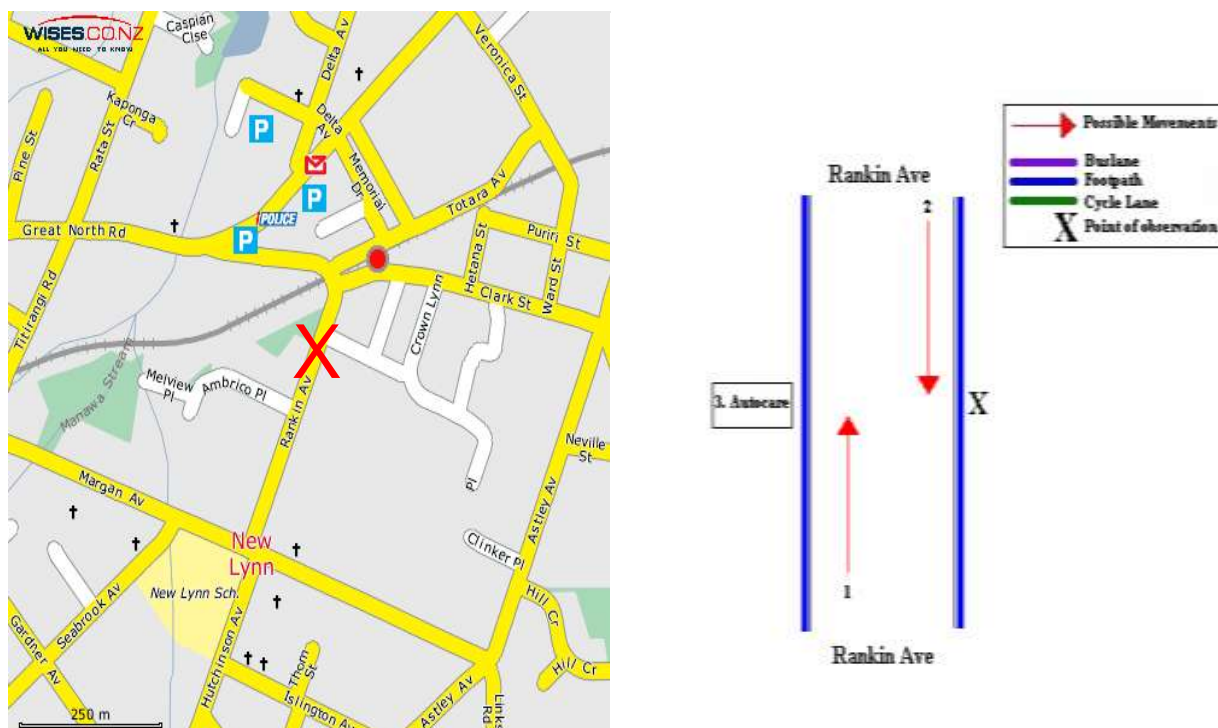 WISES.CO.NZ
ALL YOU NEED TO KNOW
Caspian
Clse
Delta Av
Veronica St
Kaponga
Cr
Pine St
Rata St
Delta
Av
P
Memorial
Dr
P
Totara Av
POLICE
P
Great North Rd
Hetana St
Puriri St
Ward St
Clark St
Titirangi Rd
Crown Lynn
X
Manawa Stream
Melview
Pl
Ambrico Pl
Rankin Av
Neville
St
Pl
Margan Av
Astley Av
New
Lynn
Clinker Pl
New Lynn Sch.
Seabrook Av
Hill Cr
Gardner Av
Hutchinson Av
Thom
St
Hill Cr
Islington Av
Astley Av
Links
Rd
250 m
Possible Movements
Buslane
Footpath
Cycle Lane
X Point of observation
Rankin Ave
2
3. Autocare
X
1
Rankin Ave